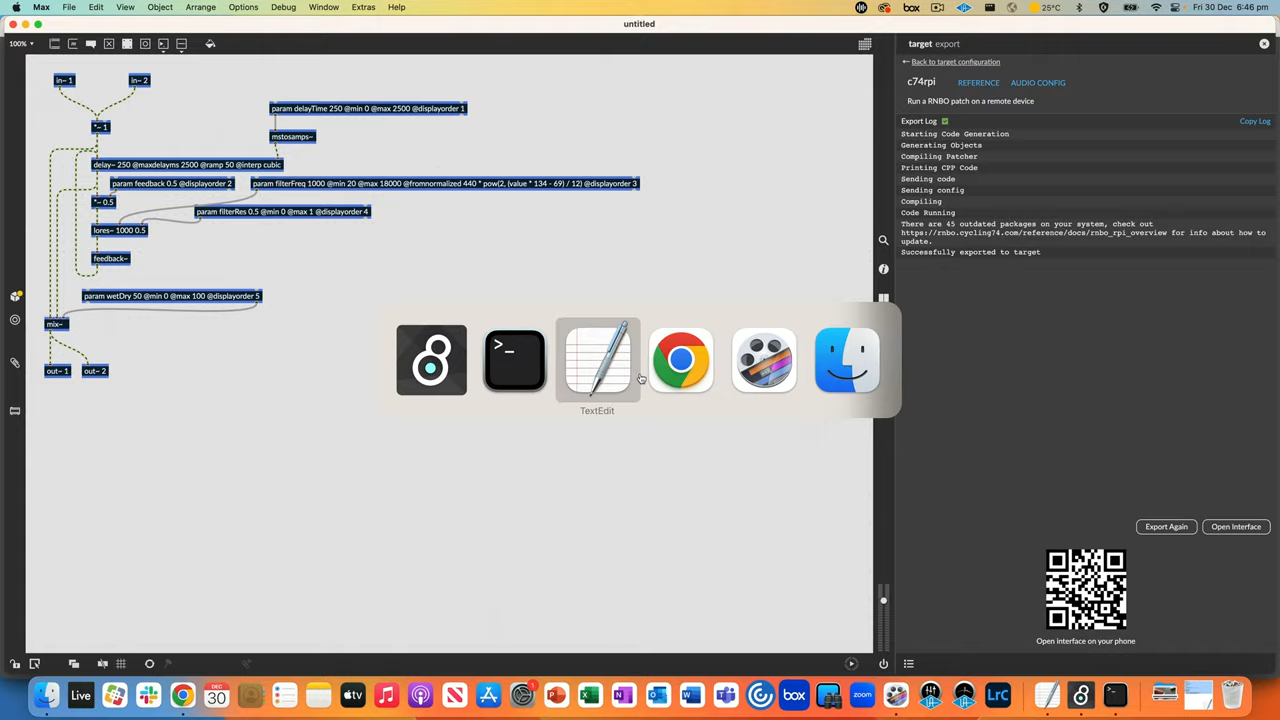 Max File Edit View Object Arrange Options Debug Window Extras Help 25°C Fri 30 Dec 6:46 pm
untitled
100%
target export
Back to target configuration
c74rpi REFERENCE AUDIO CONFIG
Run a RNBO patch on a remote device
Export Log Copy Log
Starting Code Generation
Generating Objects
Compiling Patcher
Printing CPP Code
Sending code
Sending config
Compiling
Code Running
There are 45 outdated packages on your system, check out
https://rnbo.cycling74.com/reference/docs/rnbo_rpi_overview for info about how to
update.
Successfully exported to target
in~ 1 in~ 2
param delayTime 250 @min 0 @max 2500 @displayorder 1
*~ 1
mstosamps~
delay~ 250 @maxdelayms 2500 @ramp 50 @interp cubic
param feedback 0.5 @displayorder 2 param filterFreq 1000 @min 20 @max 18000 @fromnormalized 440 * pow(2, (value * 134 - 69) / 12) @displayorder 3
*~ 0.5
param filterRes 0.5 @min 0 @max 1 @displayorder 4
lores~ 1000 0.5
feedback~
param wetDry 50 @min 0 @max 100 @displayorder 5
mix~
out~ 1 out~ 2
TextEdit
Export Again Open Interface
Open interface on your phone
DEC
30
Live
zoom
box
LrC